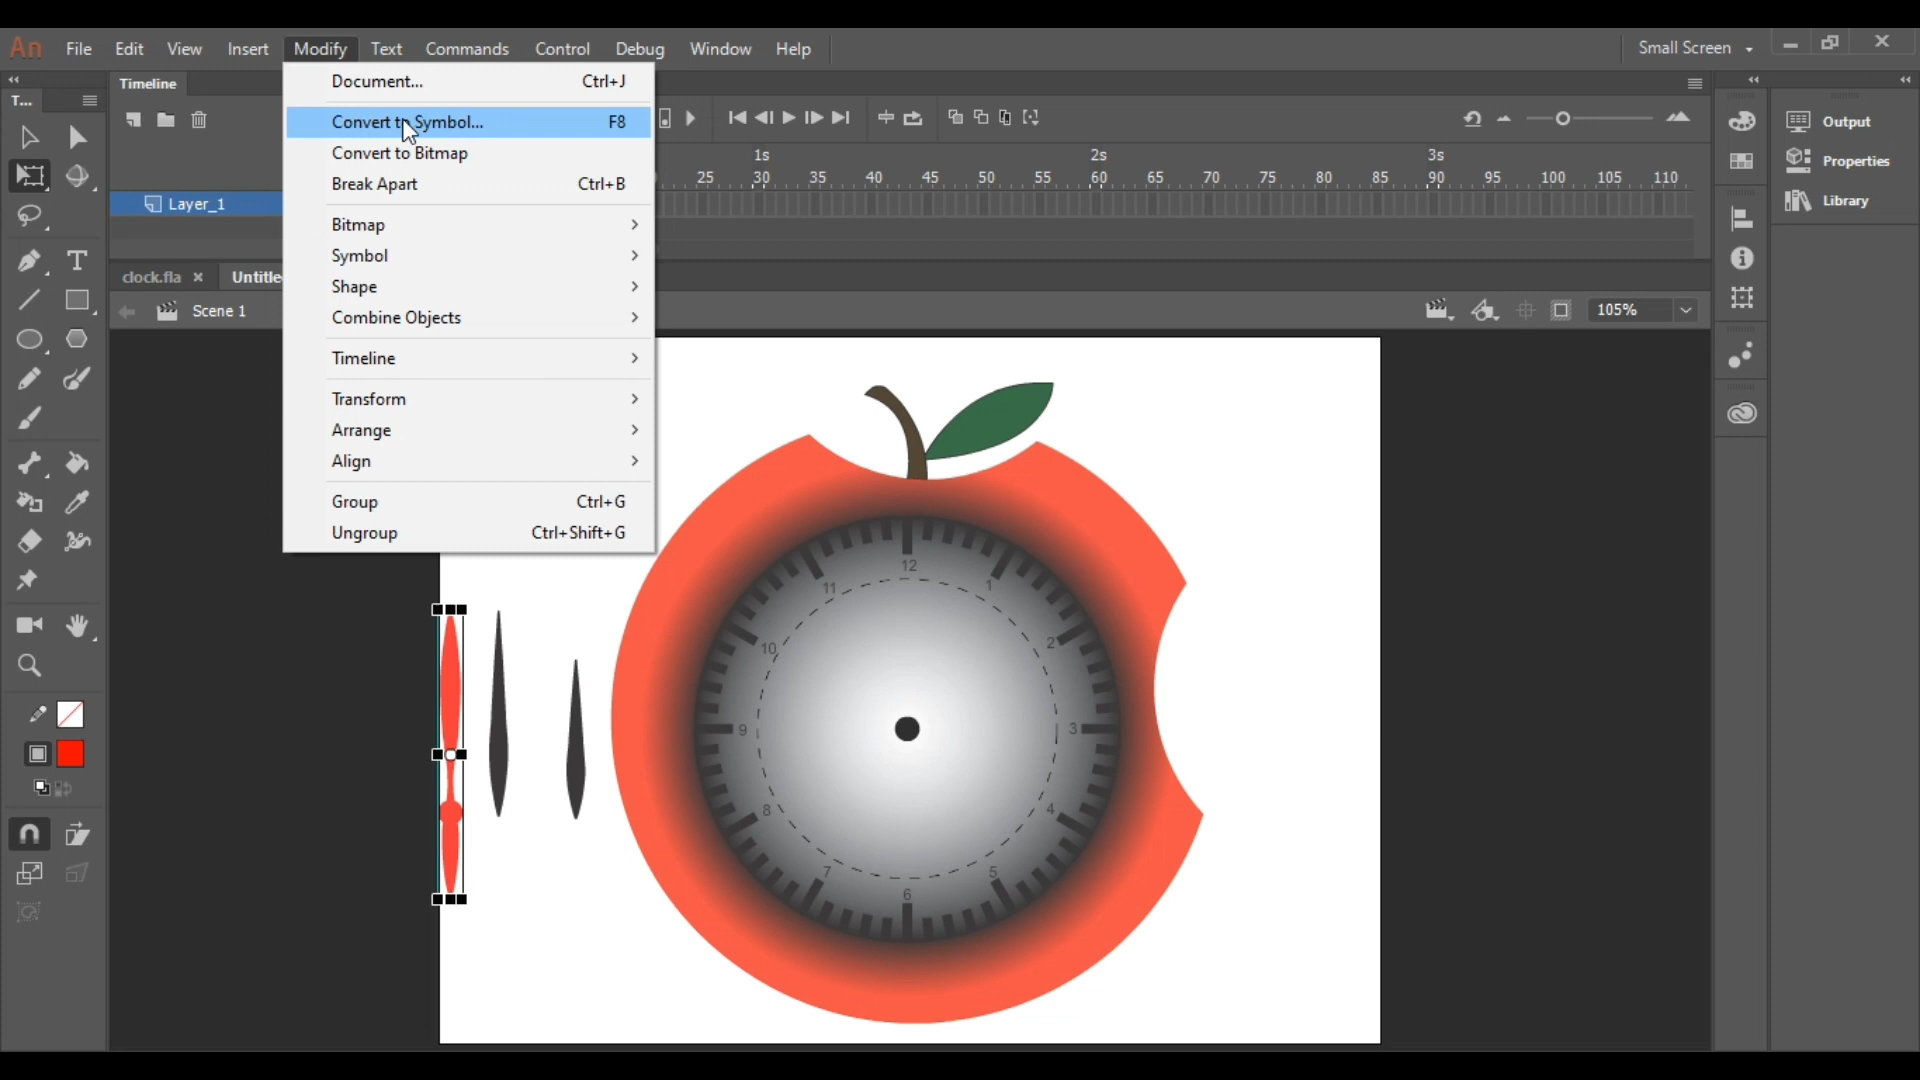 An File Edit View Insert Modify Text Commands Control Debug Window Help Small Screen
T... Timeline
Document... Ctrl+J
Convert to Symbol... F8
Convert to Bitmap
Break Apart Ctrl+B
Bitmap
Symbol
Shape
Combine Objects
Timeline
Transform
Arrange
Align
Group Ctrl+G
Ungroup Ctrl+Shift+G
1s 2s 3s
25 30 35 40 45 50 55 60 65 70 75 80 85 90 95 100 105 110
Layer_1
clock.fla × Untitle
Scene 1
105%
Output
Properties
Library
T
12
11 1
10 2
9 3
8 4
7 5
6